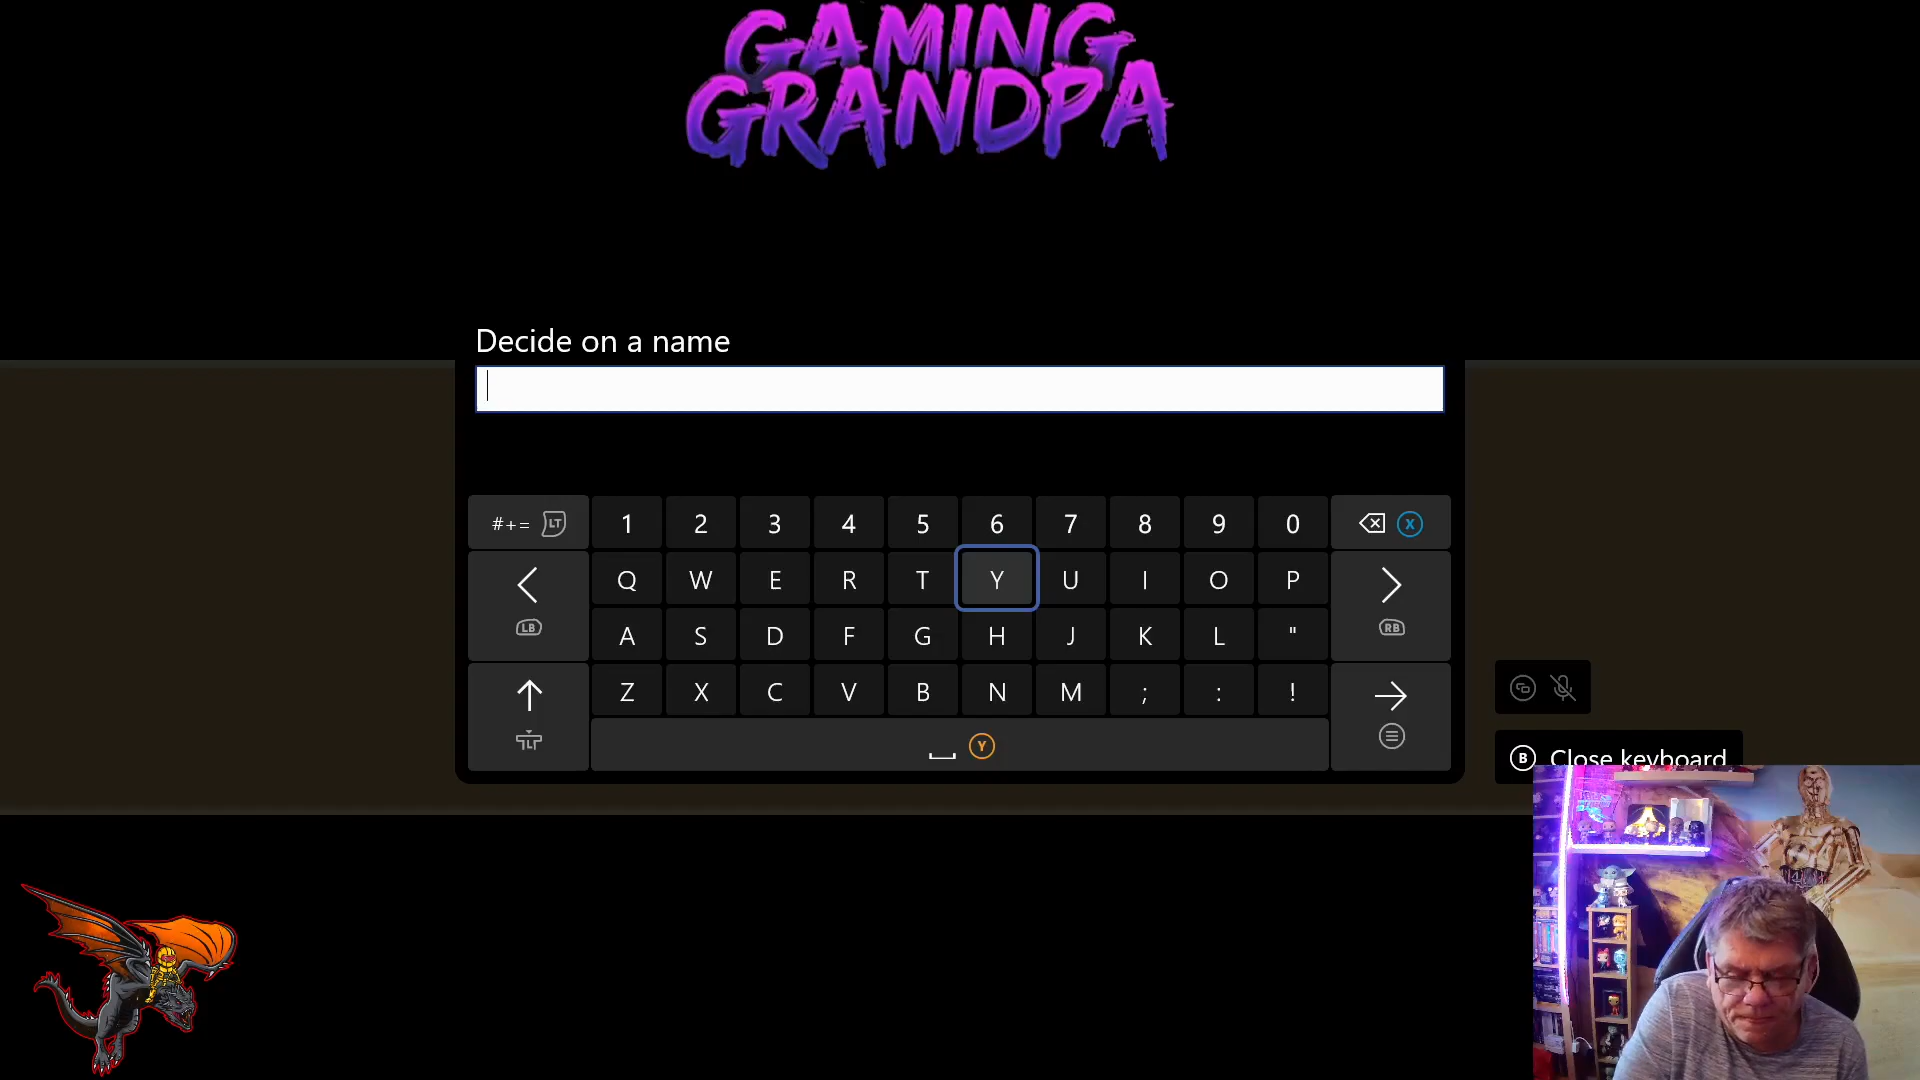 GAMING
GRANDPA
Decide on a name
#+= LT 1 2 3 4 5 6 7 8 9 0 X
Q W E R T Y U I O P
LB A S D F G H J K L " RB
Z X C V B N M ; : !
Y
B Close keyboard